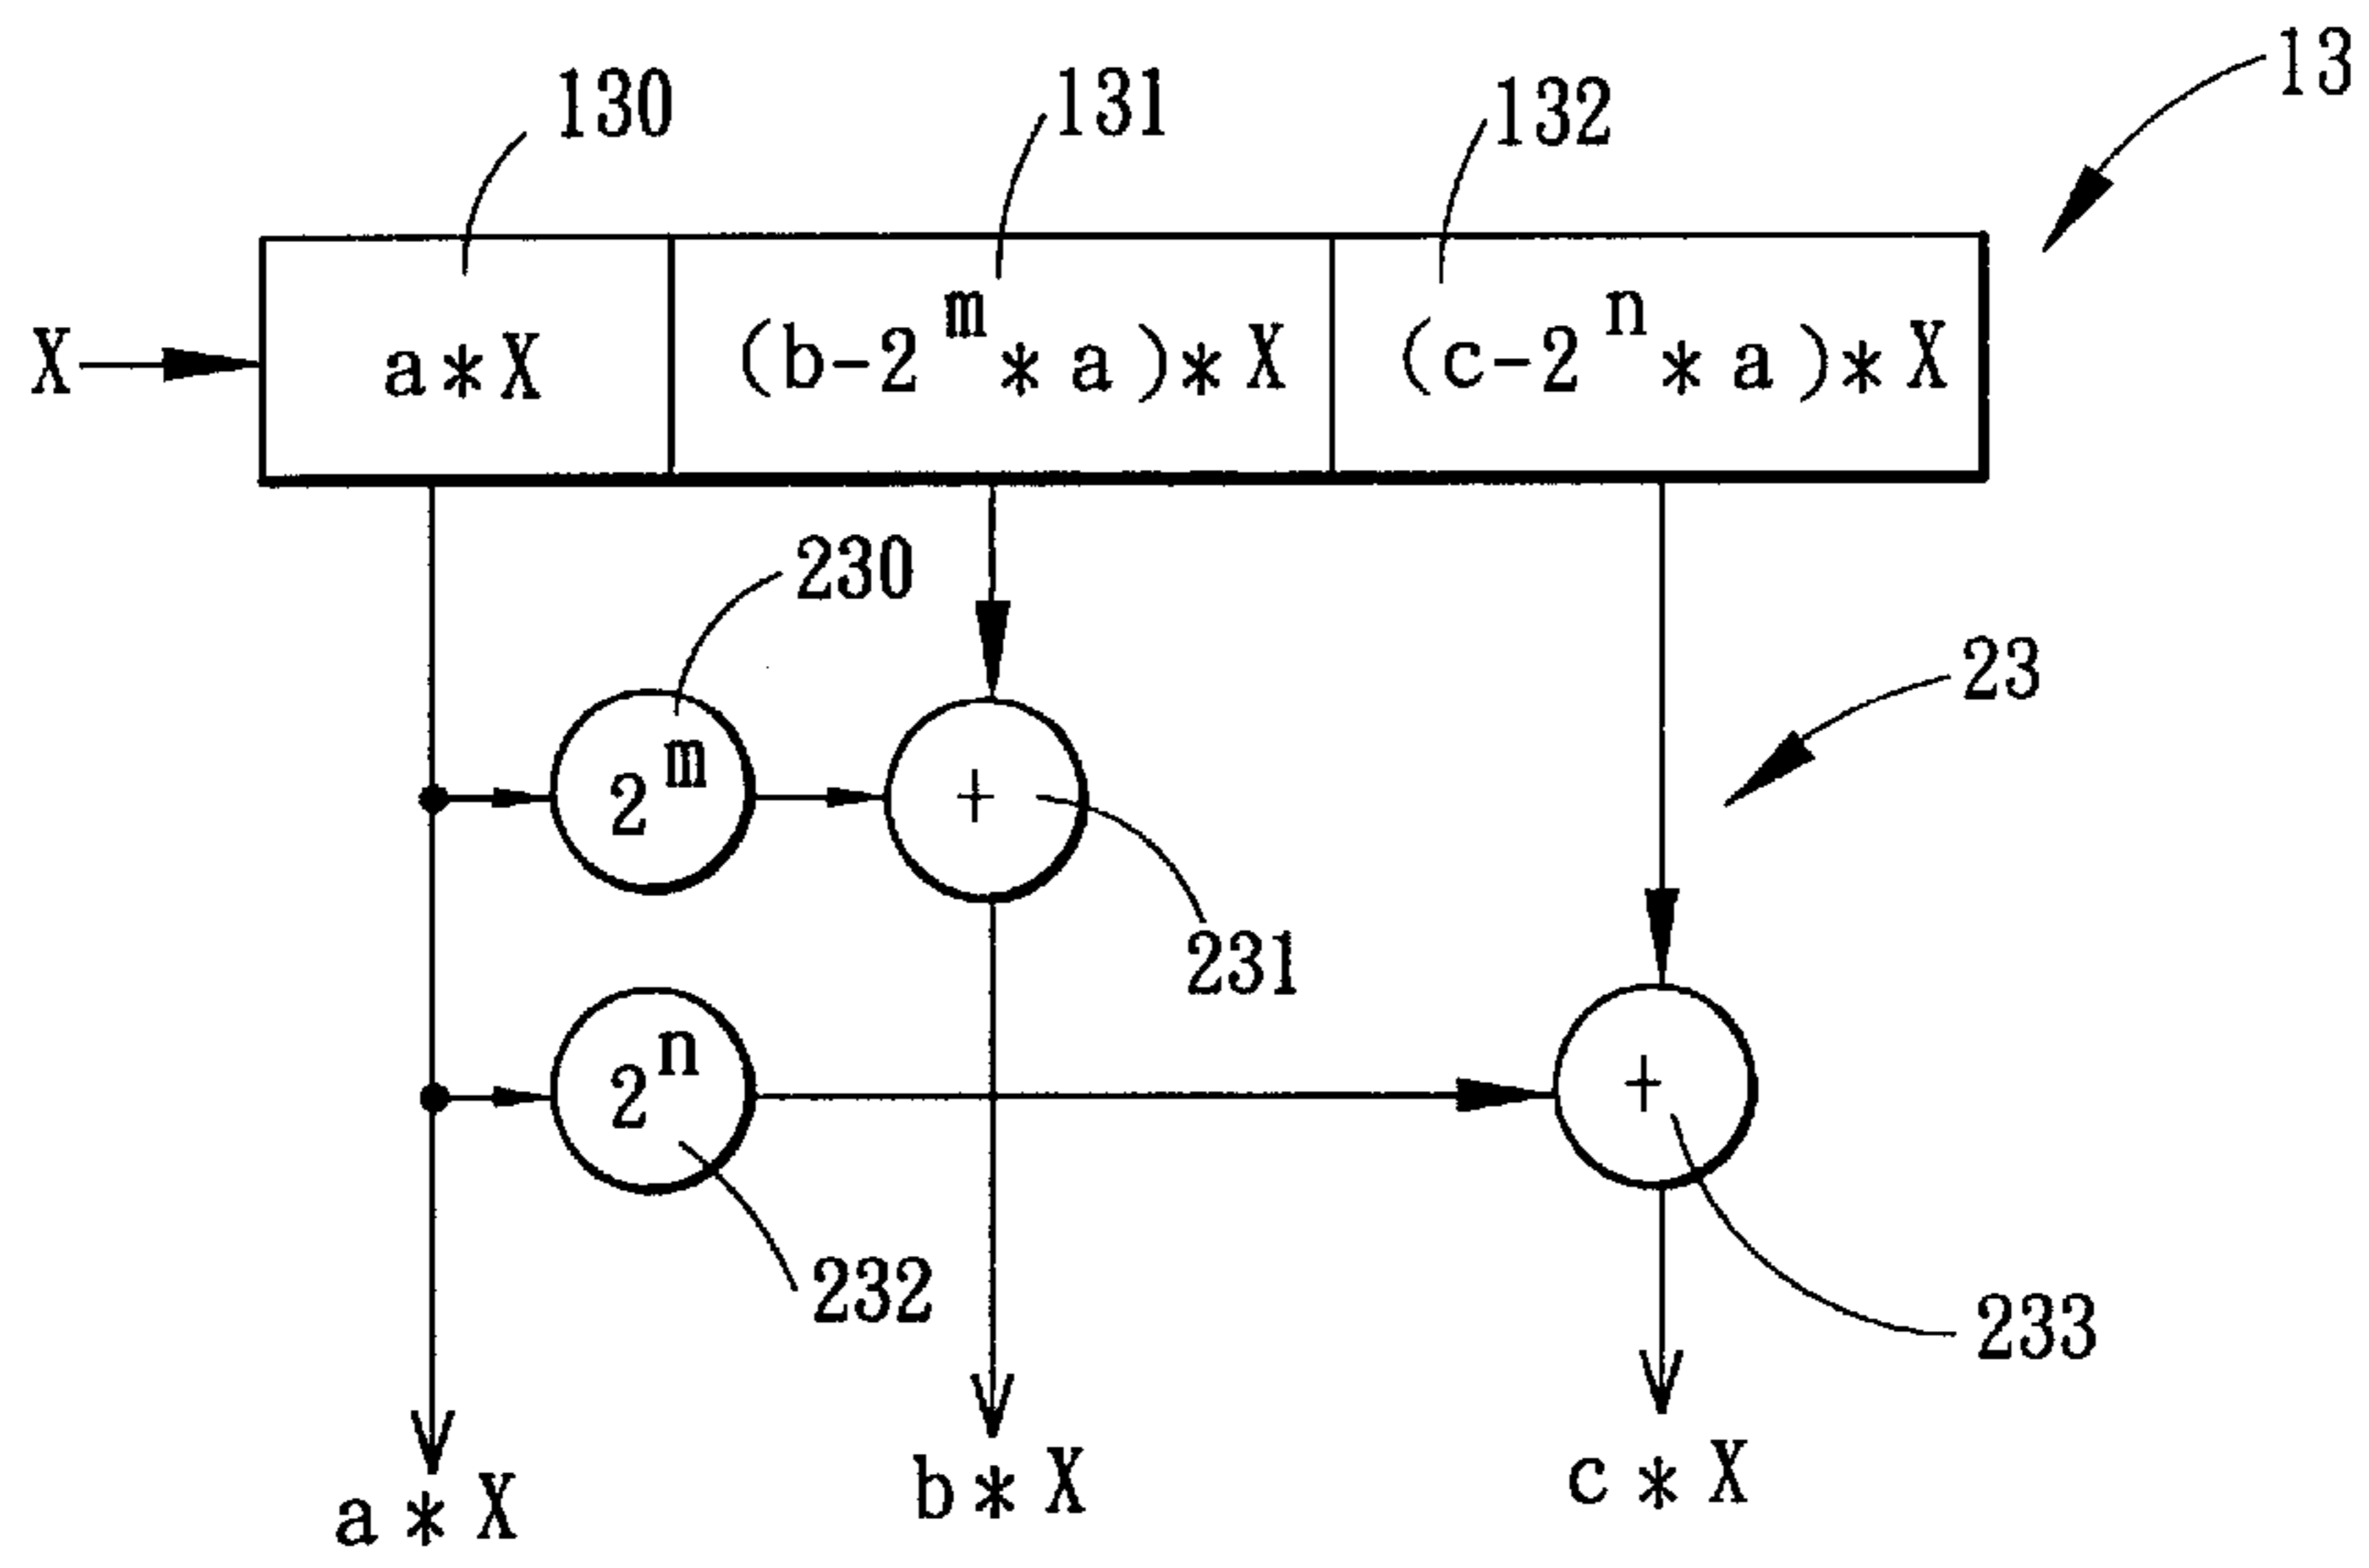 130 131 132 13
X a*X (b-2^m*a)*X (c-2^n*a)*X
230
23
2^m +
231
2^n +
232
233
a*X b*X c*X